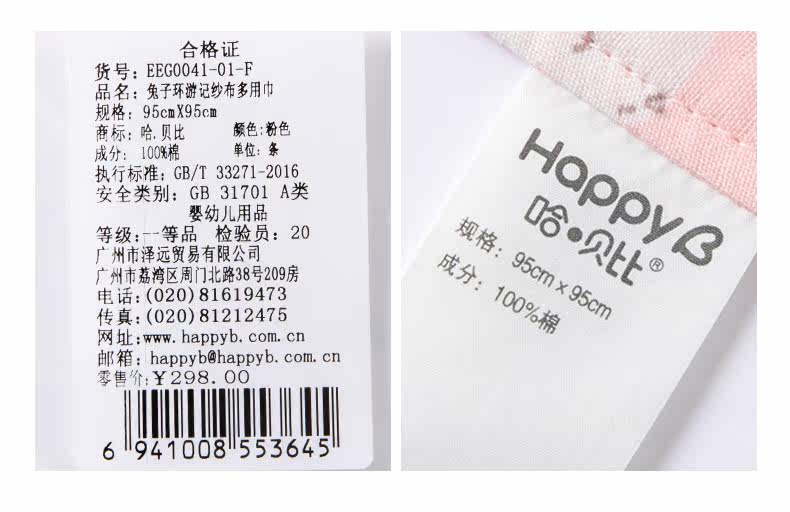 合格证
货号: EEG0041-01-F
品名: 兔子环游记纱布多用巾
规格: 95cmX95cm
商标: 哈.贝比 颜色:粉色
成分: 100%棉 单位: 条
执行标准: GB/T 33271-2016
安全类别: GB 31701 A类
婴幼儿用品
等级:一等品 检验员: 20
广州市泽远贸易有限公司
广州市荔湾区周门北路38号209房
电话:(020)81619473
传真:(020)81212475
网址:www.happyb.com.cn
邮箱: happyb@happyb.com.cn
零售价:¥298.00
6 941008 553645
HappyB
哈•贝比®
规格: 95cm x 95cm
成分: 100%棉